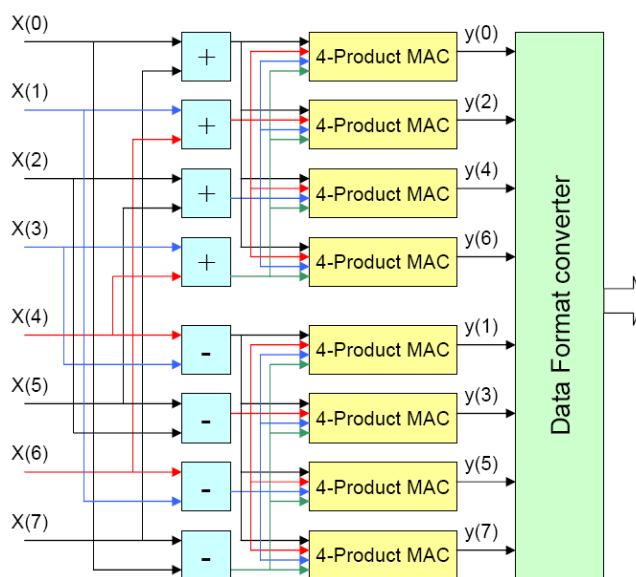 X(0)
+
4-Product MAC
y(0)
X(1)
+
4-Product MAC
y(2)
X(2)
+
4-Product MAC
y(4)
X(3)
+
4-Product MAC
y(6)
X(4)
-
4-Product MAC
y(1)
X(5)
-
4-Product MAC
y(3)
X(6)
-
4-Product MAC
y(5)
X(7)
-
4-Product MAC
y(7)
Data Format converter